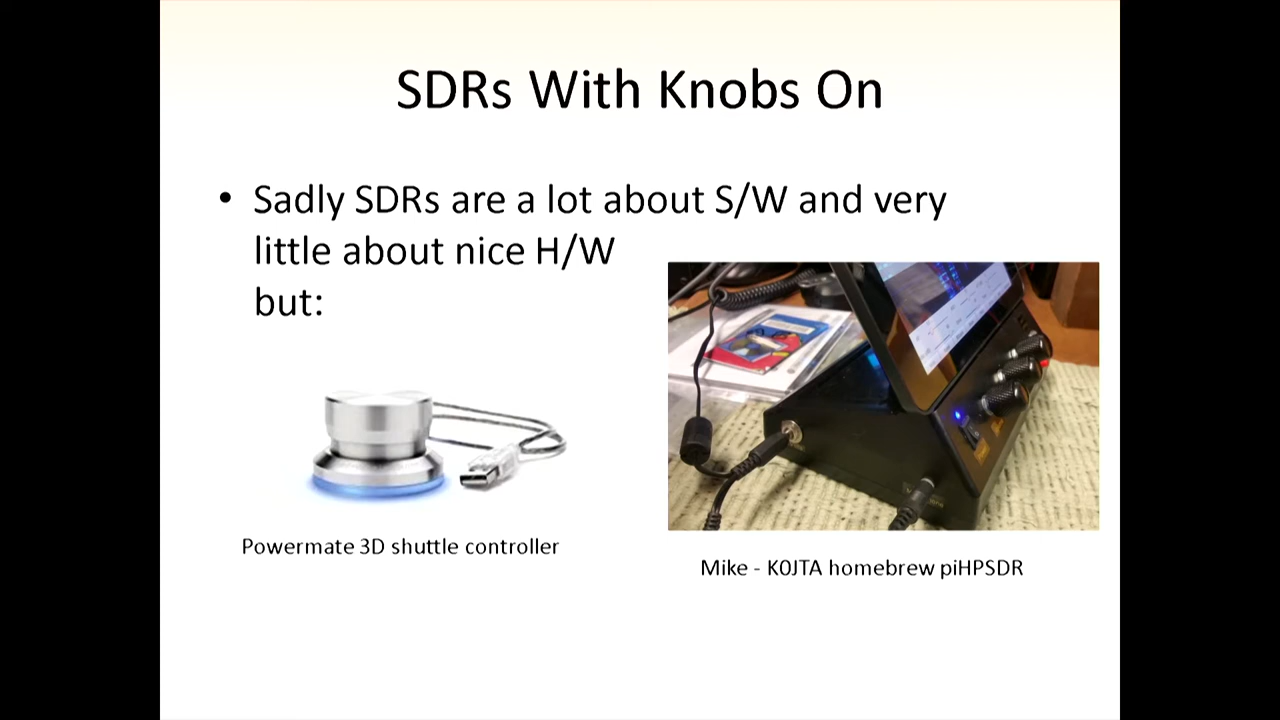 SDRs With Knobs On
• Sadly SDRs are a lot about S/W and very
little about nice H/W
but:
Powermate 3D shuttle controller
Mike - K0JTA homebrew piHPSDR